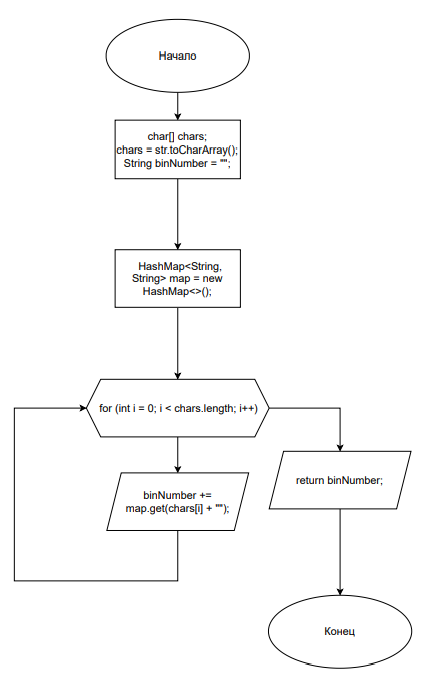 Начало
char[] chars;
chars = str.toCharArray();
String binNumber = "";
HashMap<String,
String> map = new
HashMap<>();
for (int i = 0; i < chars.length; i++)
binNumber +=
map.get(chars[i] + "");
return binNumber;
Конец